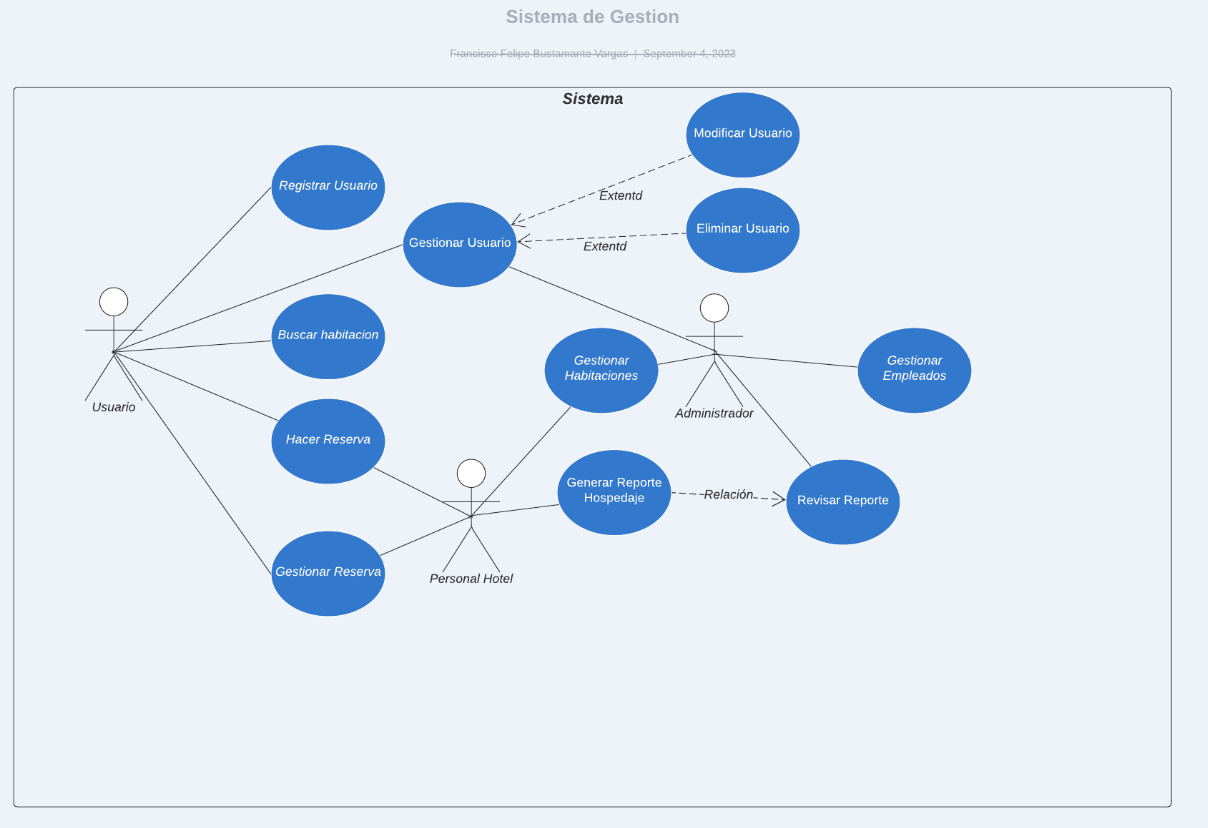 Sistema de Gestion
Francisco Felipe Bustamante Vargas | September 4, 2023
Sistema
Modificar Usuario
Registrar Usuario
Extentd
Gestionar Usuario
Eliminar Usuario
Extentd
Buscar habitacion
Gestionar
Habitaciones
Gestionar
Empleados
Usuario
Administrador
Hacer Reserva
Generar Reporte
Hospedaje
Relación
Revisar Reporte
Gestionar Reserva
Personal Hotel